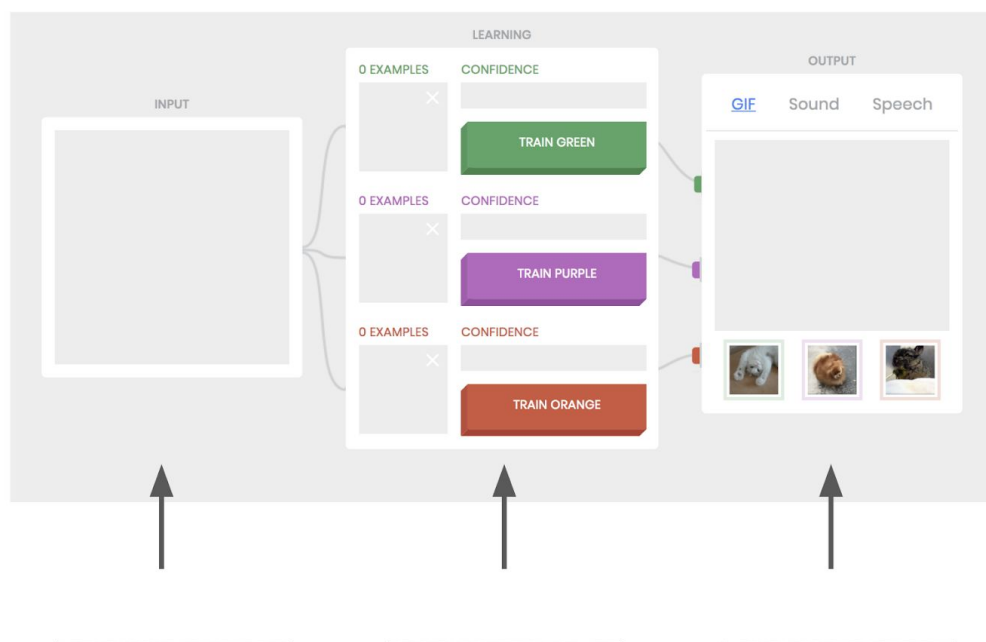 INPUT
LEARNING
0 EXAMPLES CONFIDENCE
TRAIN GREEN
0 EXAMPLES CONFIDENCE
TRAIN PURPLE
0 EXAMPLES CONFIDENCE
TRAIN ORANGE
OUTPUT
GIF Sound Speech